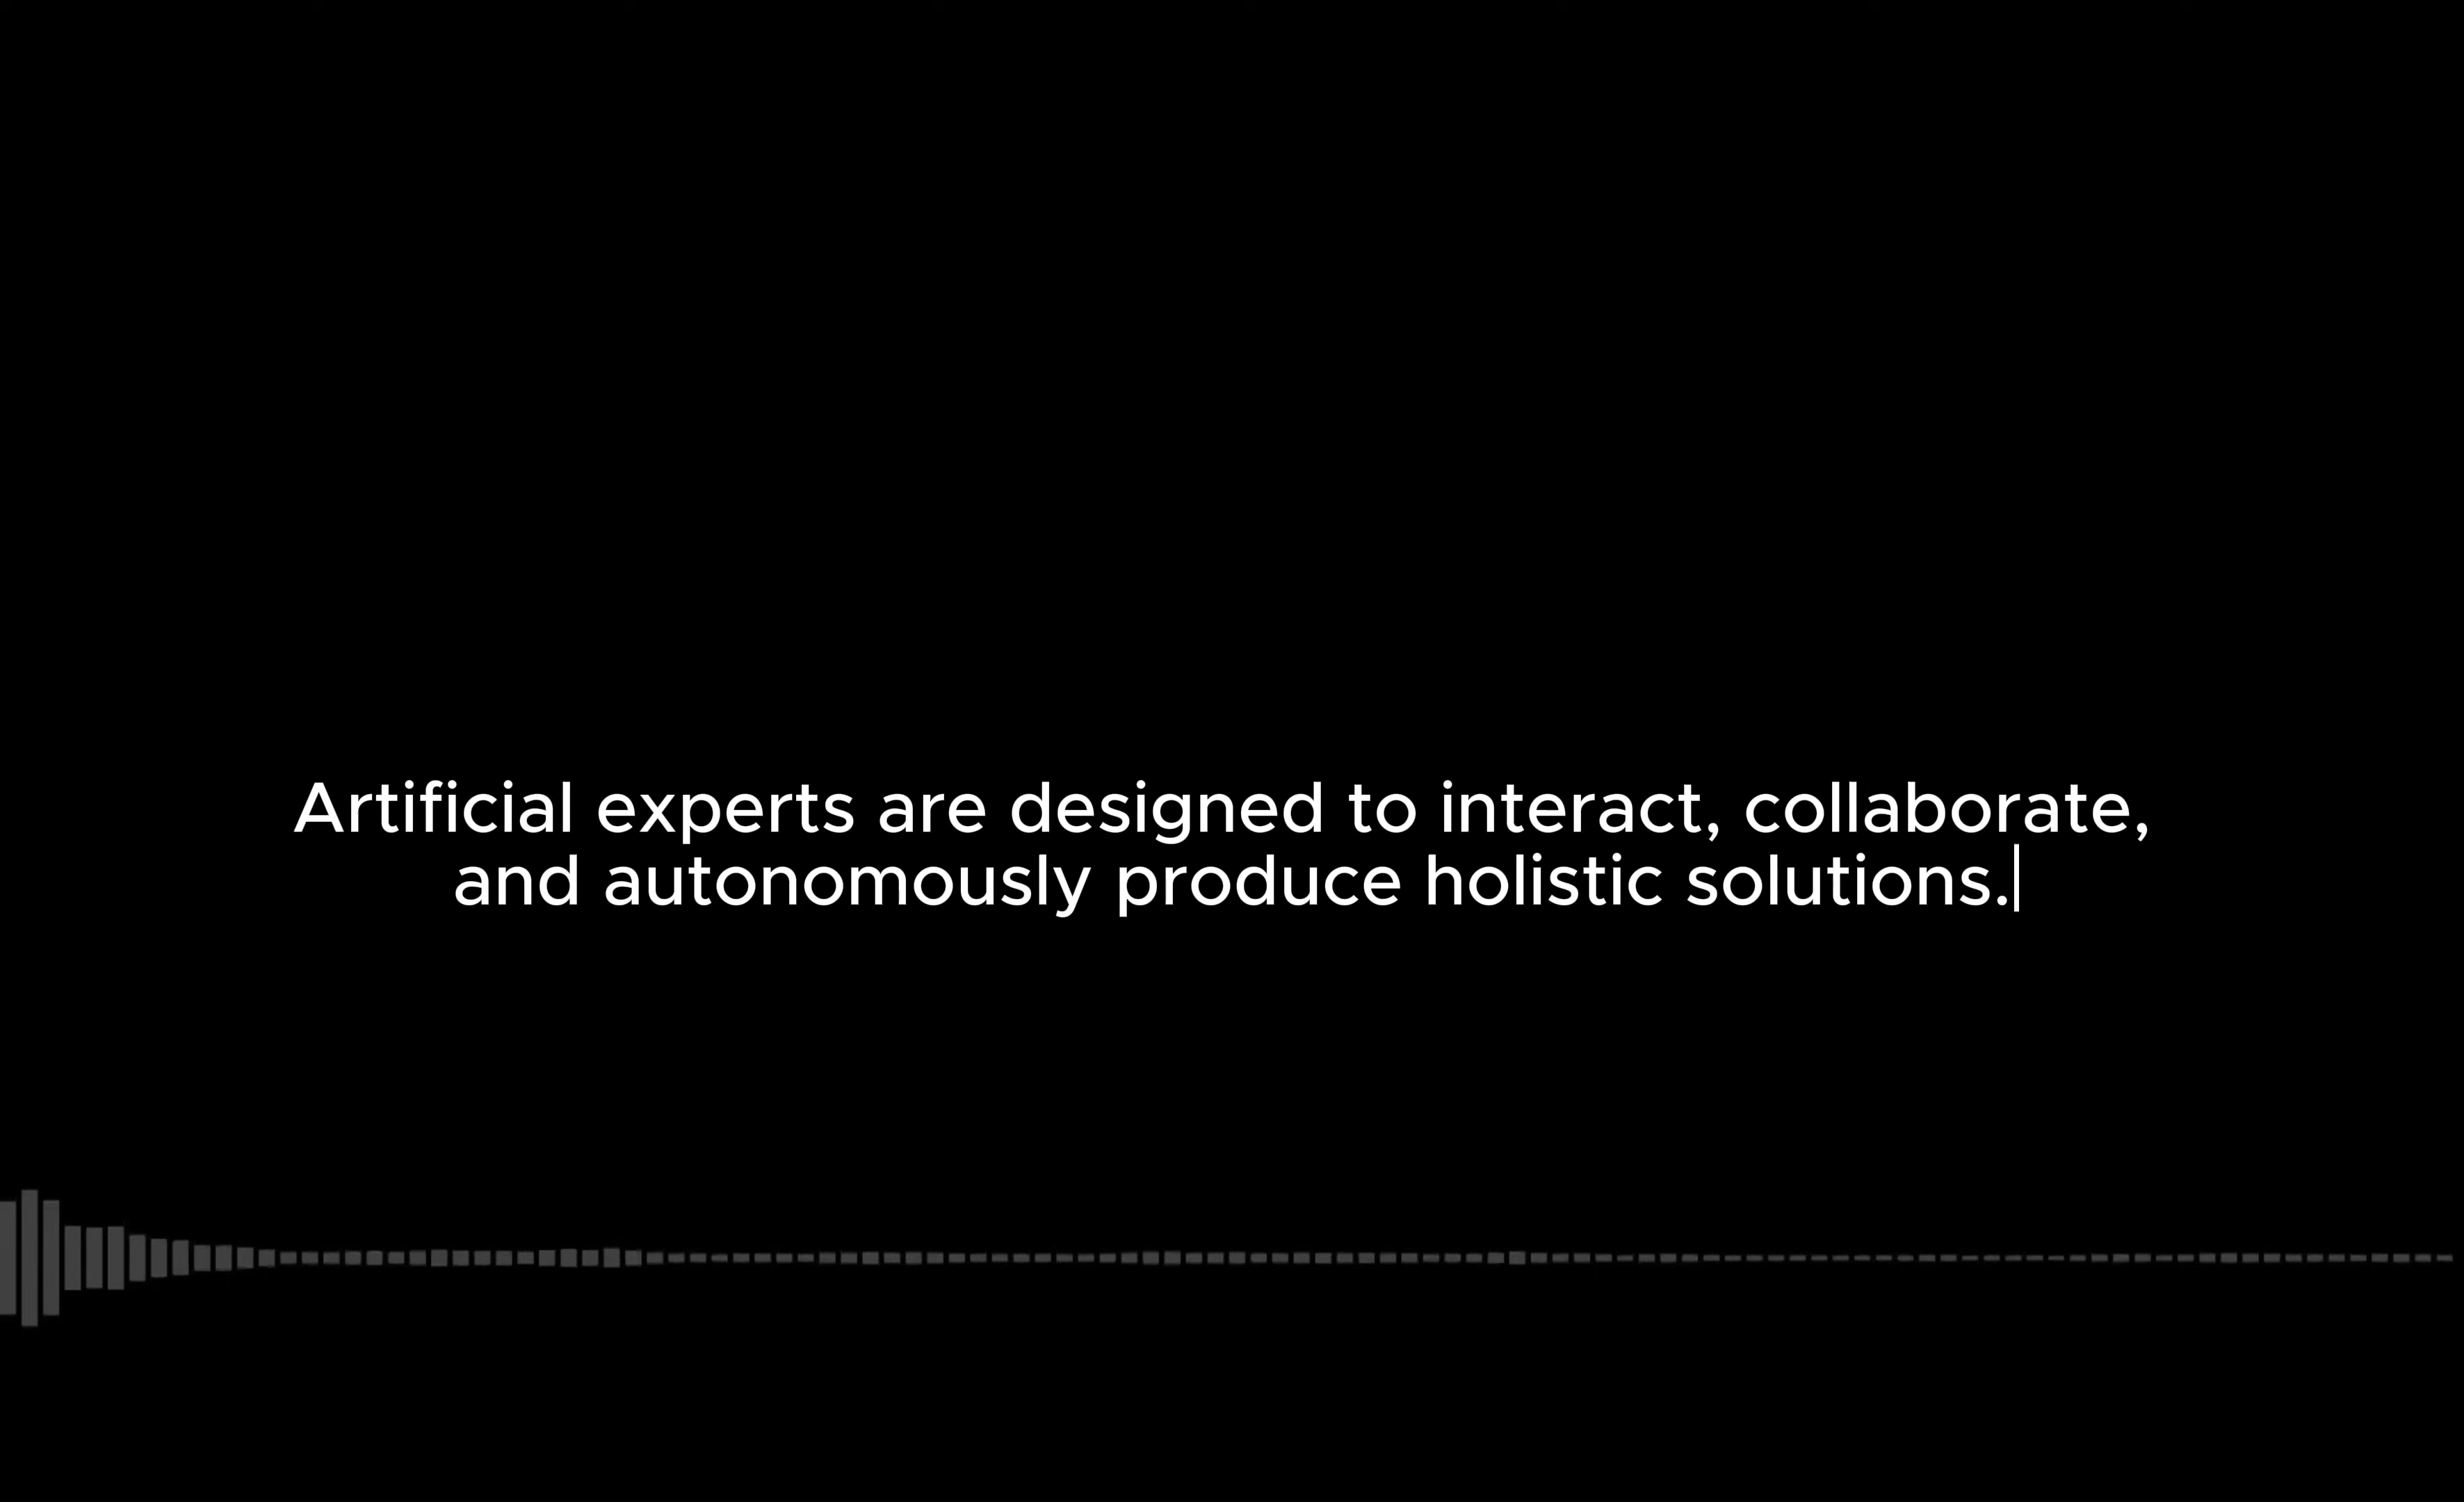 Artificial experts are designed to interact, collaborate,
and autonomously produce holistic solutions.